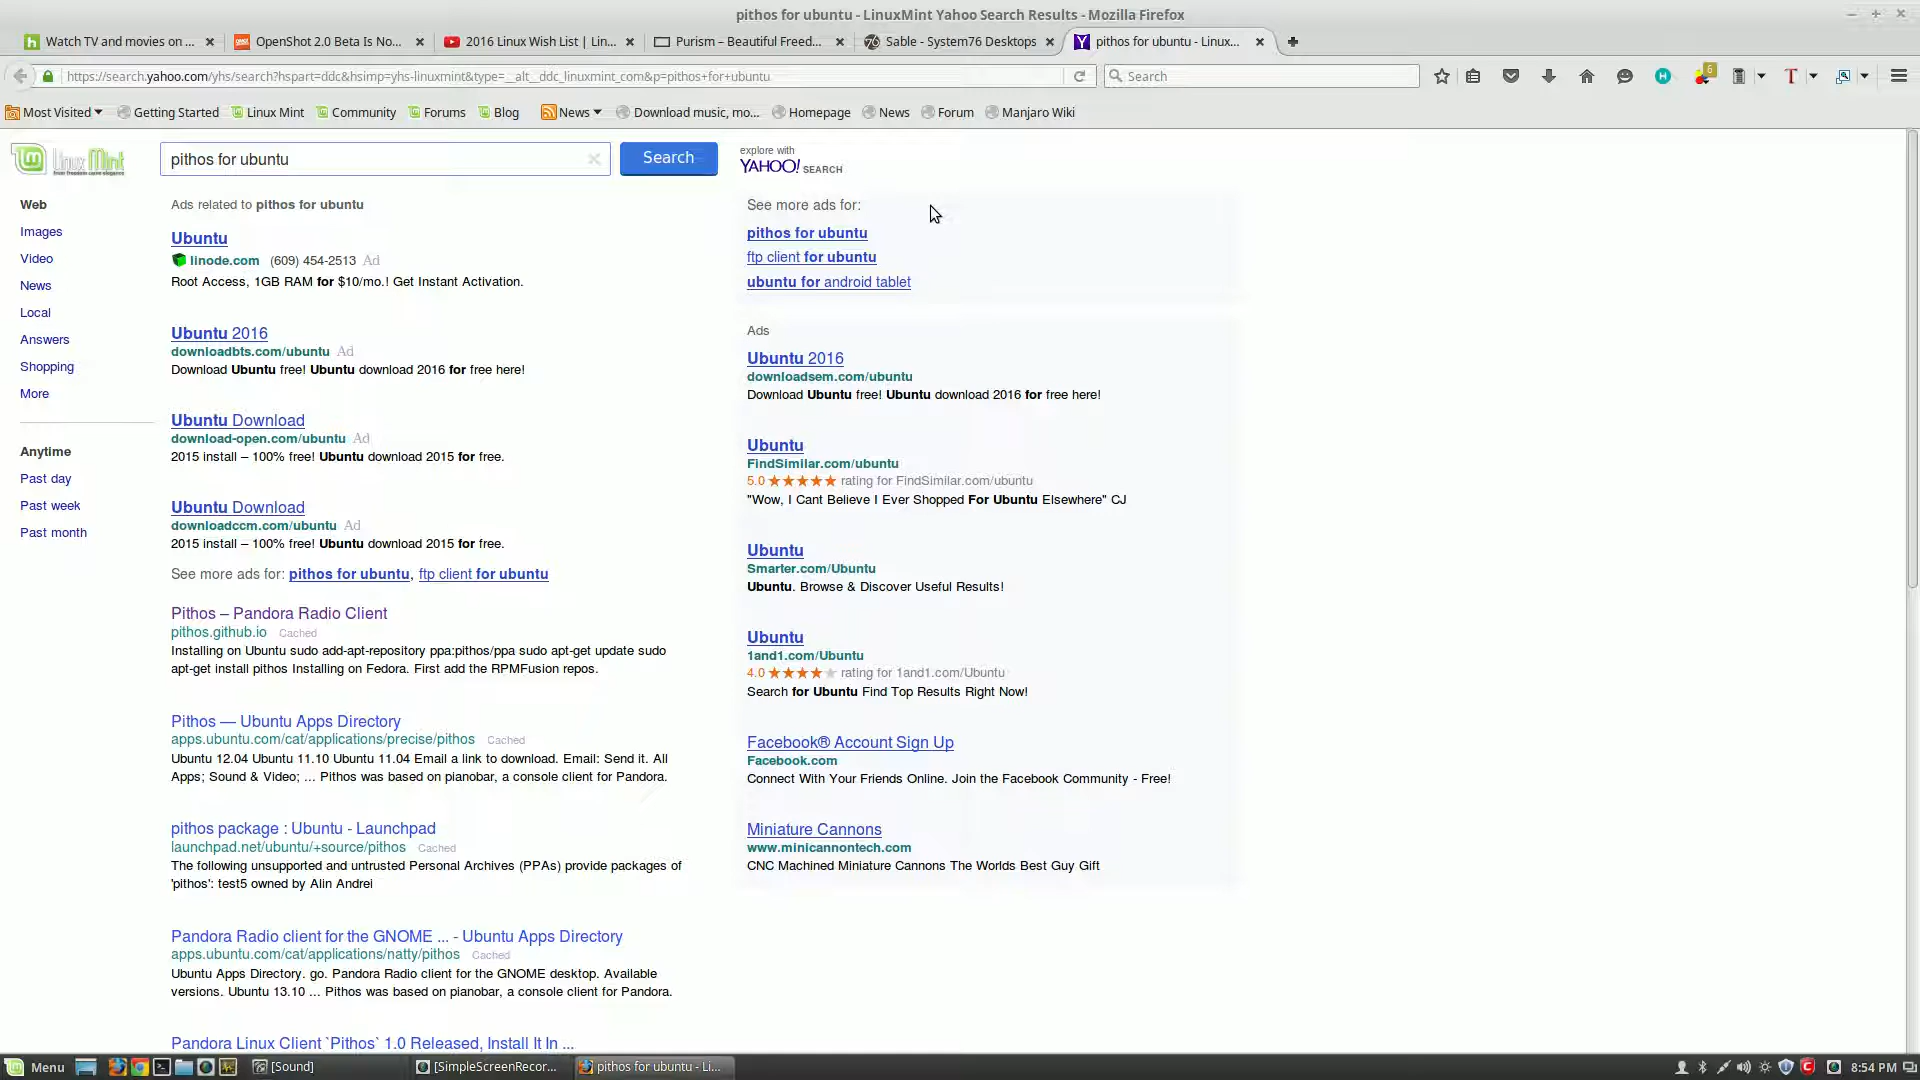 pithos for ubuntu - LinuxMint Yahoo Search Results - Mozilla Firefox
Watch TV and movies on ...
OpenShot 2.0 Beta Is No...
2016 Linux Wish List | Lin...
Purism – Beautiful Freed...
Sable - System76 Desktops
pithos for ubuntu - Linux...
https://search.yahoo.com/yhs/search?hspart=ddc&hsimp=yhs-linuxmint&type=__alt__ddc_linuxmint_com&p=pithos+for+ubuntu
Search
6
Most Visited
Getting Started
Linux Mint
Community
Forums
Blog
News
Download music, mo...
Homepage
News
Forum
Manjaro Wiki
Linux Mint
from freedom came elegance
pithos for ubuntu
Search
explore with
YAHOO! SEARCH
Web
Images
Video
News
Local
Answers
Shopping
More
Anytime
Past day
Past week
Past month
Ads related to pithos for ubuntu
Ubuntu
linode.com (609) 454-2513 Ad
Root Access, 1GB RAM for $10/mo.! Get Instant Activation.
Ubuntu 2016
downloadbts.com/ubuntu Ad
Download Ubuntu free! Ubuntu download 2016 for free here!
Ubuntu Download
download-open.com/ubuntu Ad
2015 install – 100% free! Ubuntu download 2015 for free.
Ubuntu Download
downloadccm.com/ubuntu Ad
2015 install – 100% free! Ubuntu download 2015 for free.
See more ads for: pithos for ubuntu, ftp client for ubuntu
Pithos – Pandora Radio Client
pithos.github.io Cached
Installing on Ubuntu sudo add-apt-repository ppa:pithos/ppa sudo apt-get update sudo
apt-get install pithos Installing on Fedora. First add the RPMFusion repos.
Pithos — Ubuntu Apps Directory
apps.ubuntu.com/cat/applications/precise/pithos Cached
Ubuntu 12.04 Ubuntu 11.10 Ubuntu 11.04 Email a link to download. Email: Send it. All
Apps; Sound & Video; ... Pithos was based on pianobar, a console client for Pandora.
pithos package : Ubuntu - Launchpad
launchpad.net/ubuntu/+source/pithos Cached
The following unsupported and untrusted Personal Archives (PPAs) provide packages of
'pithos': test5 owned by Alin Andrei
Pandora Radio client for the GNOME ... - Ubuntu Apps Directory
apps.ubuntu.com/cat/applications/natty/pithos Cached
Ubuntu Apps Directory. go. Pandora Radio client for the GNOME desktop. Available
versions. Ubuntu 13.10 ... Pithos was based on pianobar, a console client for Pandora.
Pandora Linux Client `Pithos` 1.0 Released, Install It In ...
See more ads for:
pithos for ubuntu
ftp client for ubuntu
ubuntu for android tablet
Ads
Ubuntu 2016
downloadsem.com/ubuntu
Download Ubuntu free! Ubuntu download 2016 for free here!
Ubuntu
FindSimilar.com/ubuntu
5.0 ★★★★★ rating for FindSimilar.com/ubuntu
"Wow, I Cant Believe I Ever Shopped For Ubuntu Elsewhere" CJ
Ubuntu
Smarter.com/Ubuntu
Ubuntu. Browse & Discover Useful Results!
Ubuntu
1and1.com/Ubuntu
4.0 ★★★★★ rating for 1and1.com/Ubuntu
Search for Ubuntu Find Top Results Right Now!
Facebook® Account Sign Up
Facebook.com
Connect With Your Friends Online. Join the Facebook Community - Free!
Miniature Cannons
www.minicannontech.com
CNC Machined Miniature Cannons The Worlds Best Guy Gift
Menu
[Sound]
[SimpleScreenRecor...
pithos for ubuntu - Li...
8:54 PM